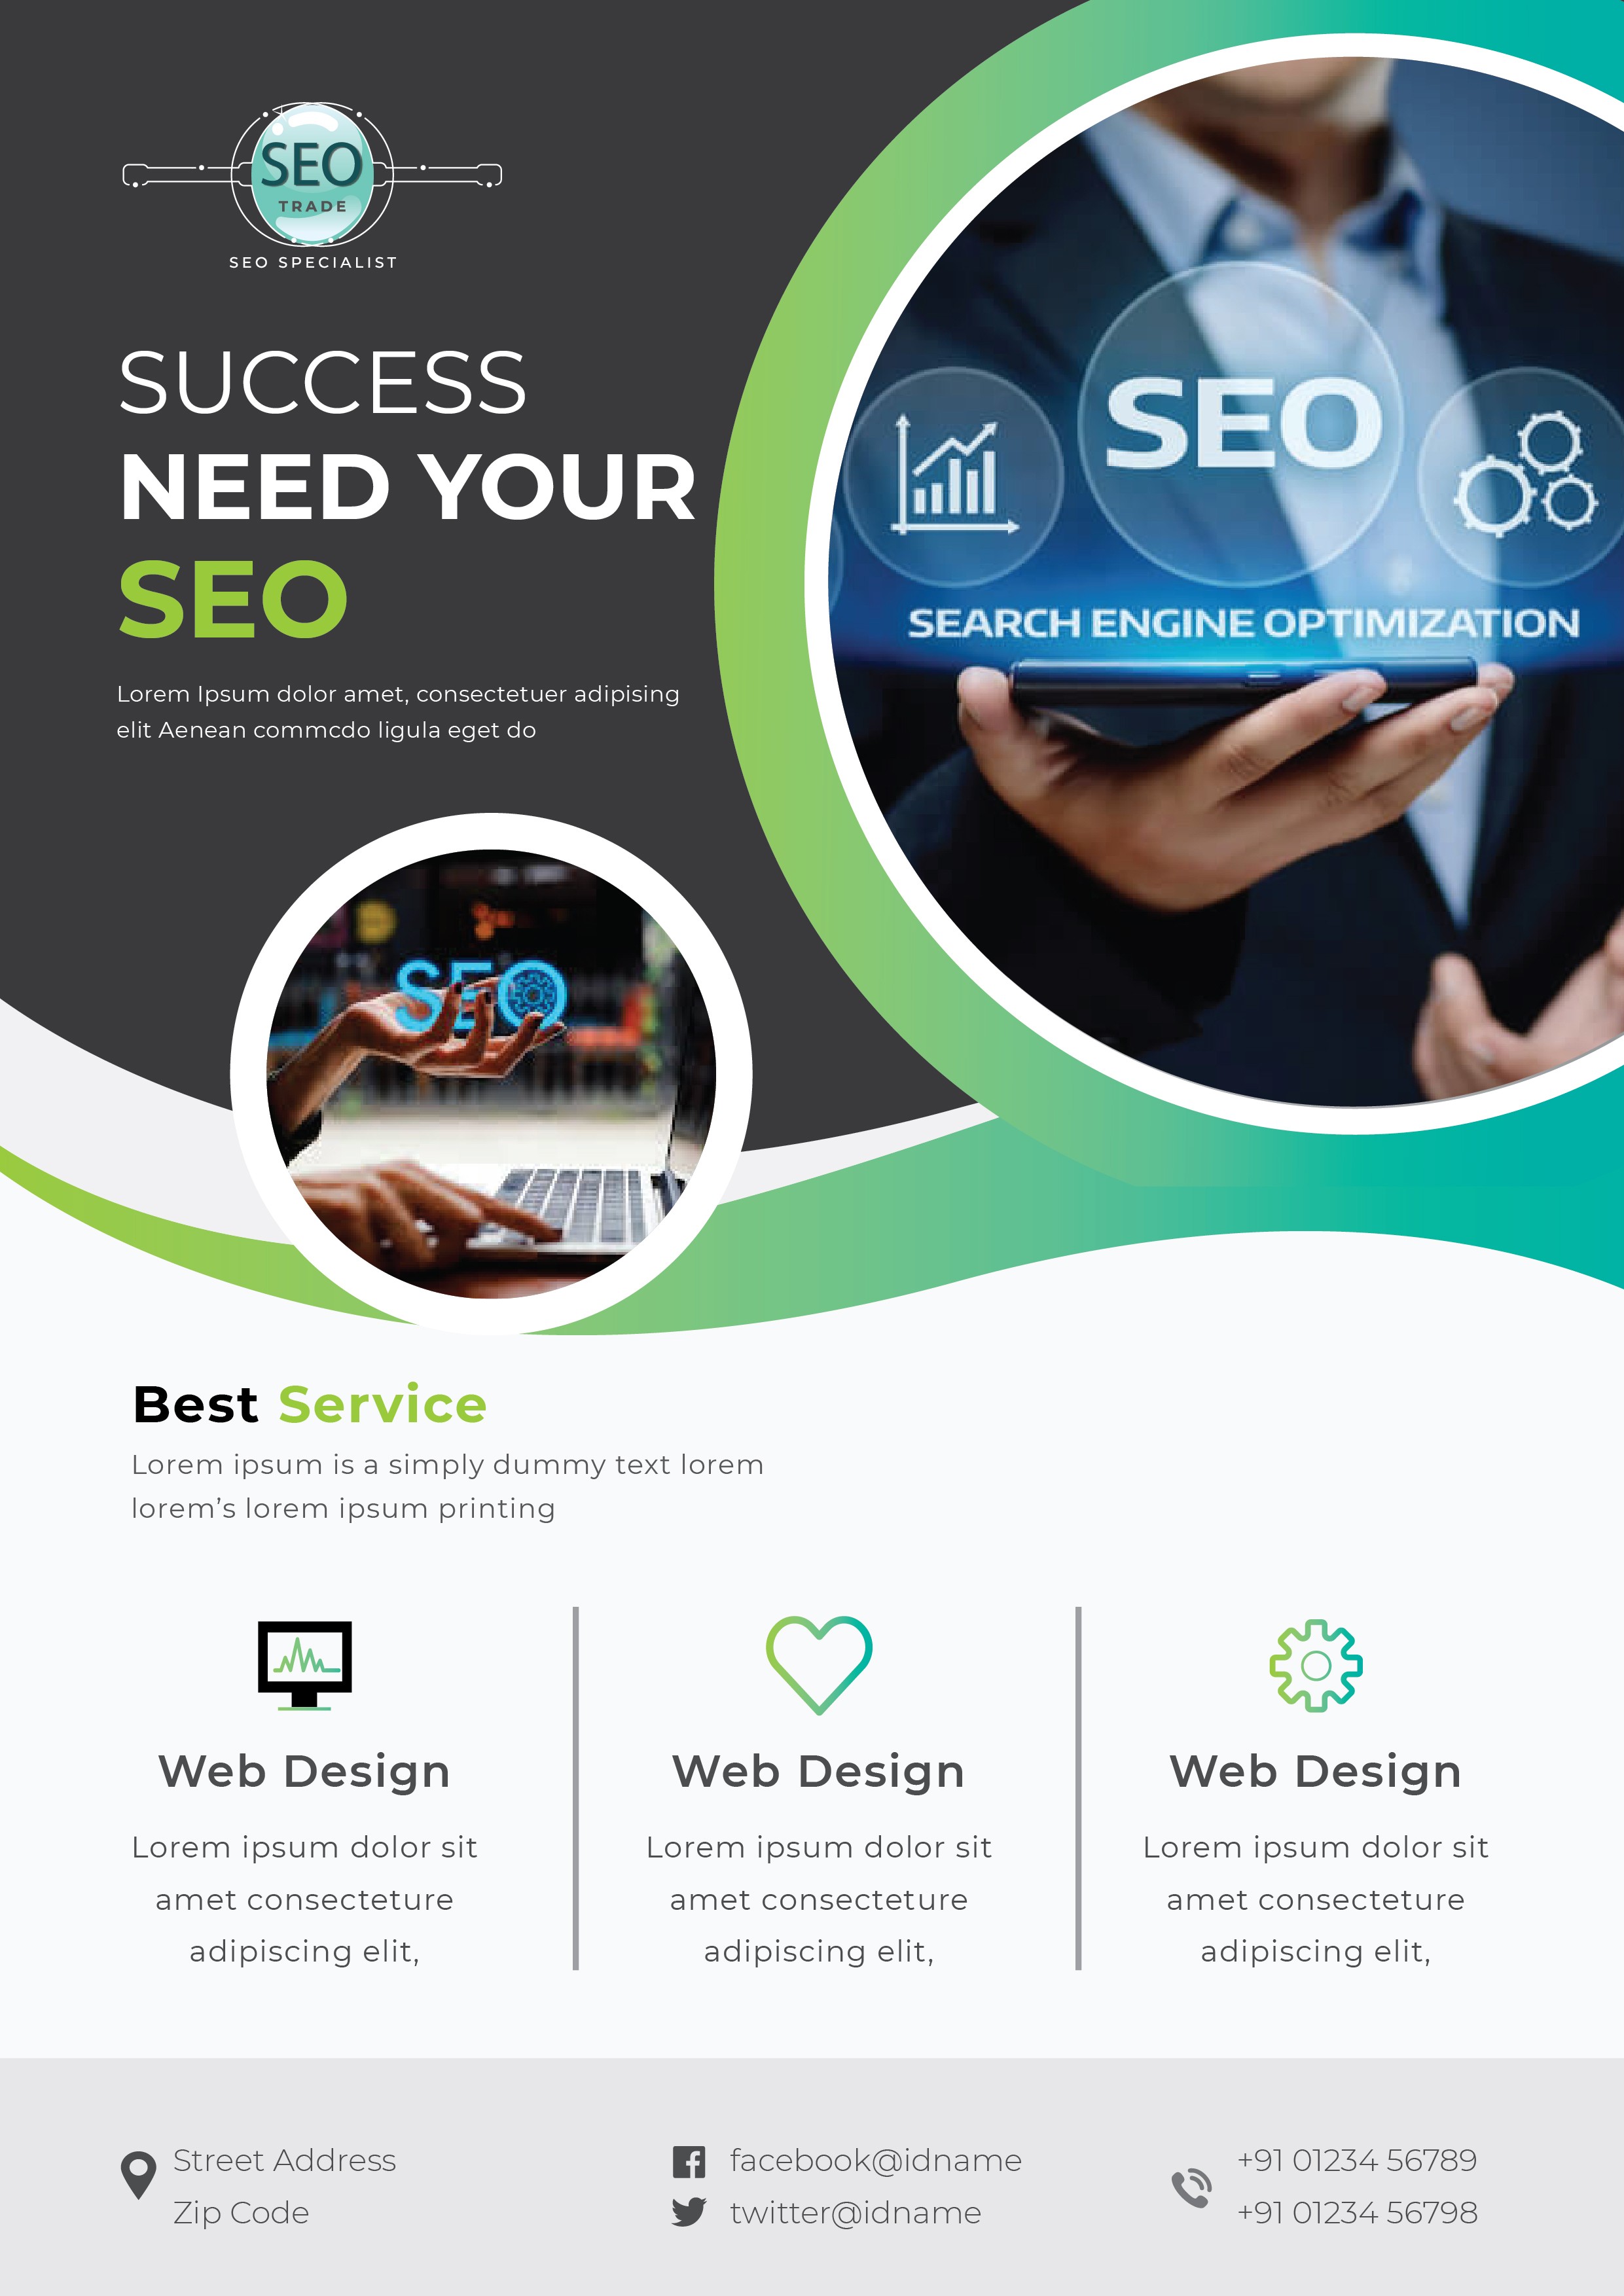 SEO
TRADE
SEO SPECIALIST
SUCCESS
NEED YOUR
SEO
Lorem Ipsum dolor amet, consectetuer adipising
elit Aenean commcdo ligula eget do
SEO
SEARCH ENGINE OPTIMIZATION
SEO
Best Service
Lorem ipsum is a simply dummy text lorem
lorem’s lorem ipsum printing
Web Design
Lorem ipsum dolor sit
amet consecteture
adipiscing elit,
Web Design
Lorem ipsum dolor sit
amet consecteture
adipiscing elit,
Web Design
Lorem ipsum dolor sit
amet consecteture
adipiscing elit,
Street Address
Zip Code
facebook@idname
twitter@idname
+91 01234 56789
+91 01234 56798